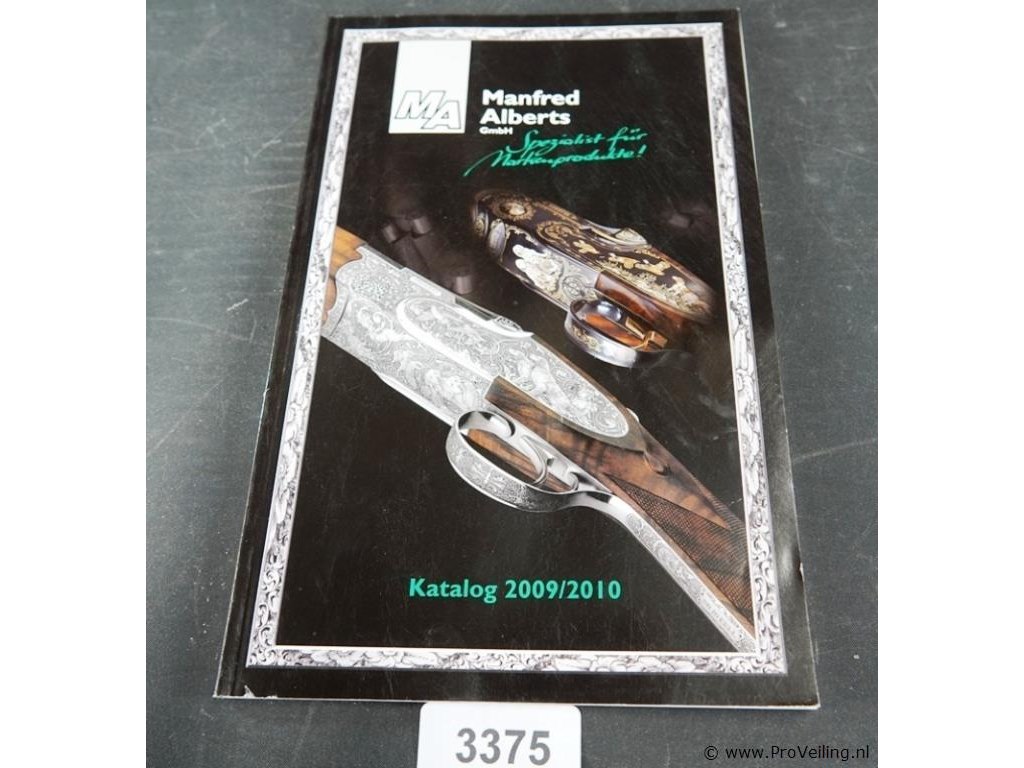 MA
Manfred
Alberts
GmbH
Spezialist für
Markenprodukte!
Katalog 2009/2010
3375
© www.ProVeiling.nl